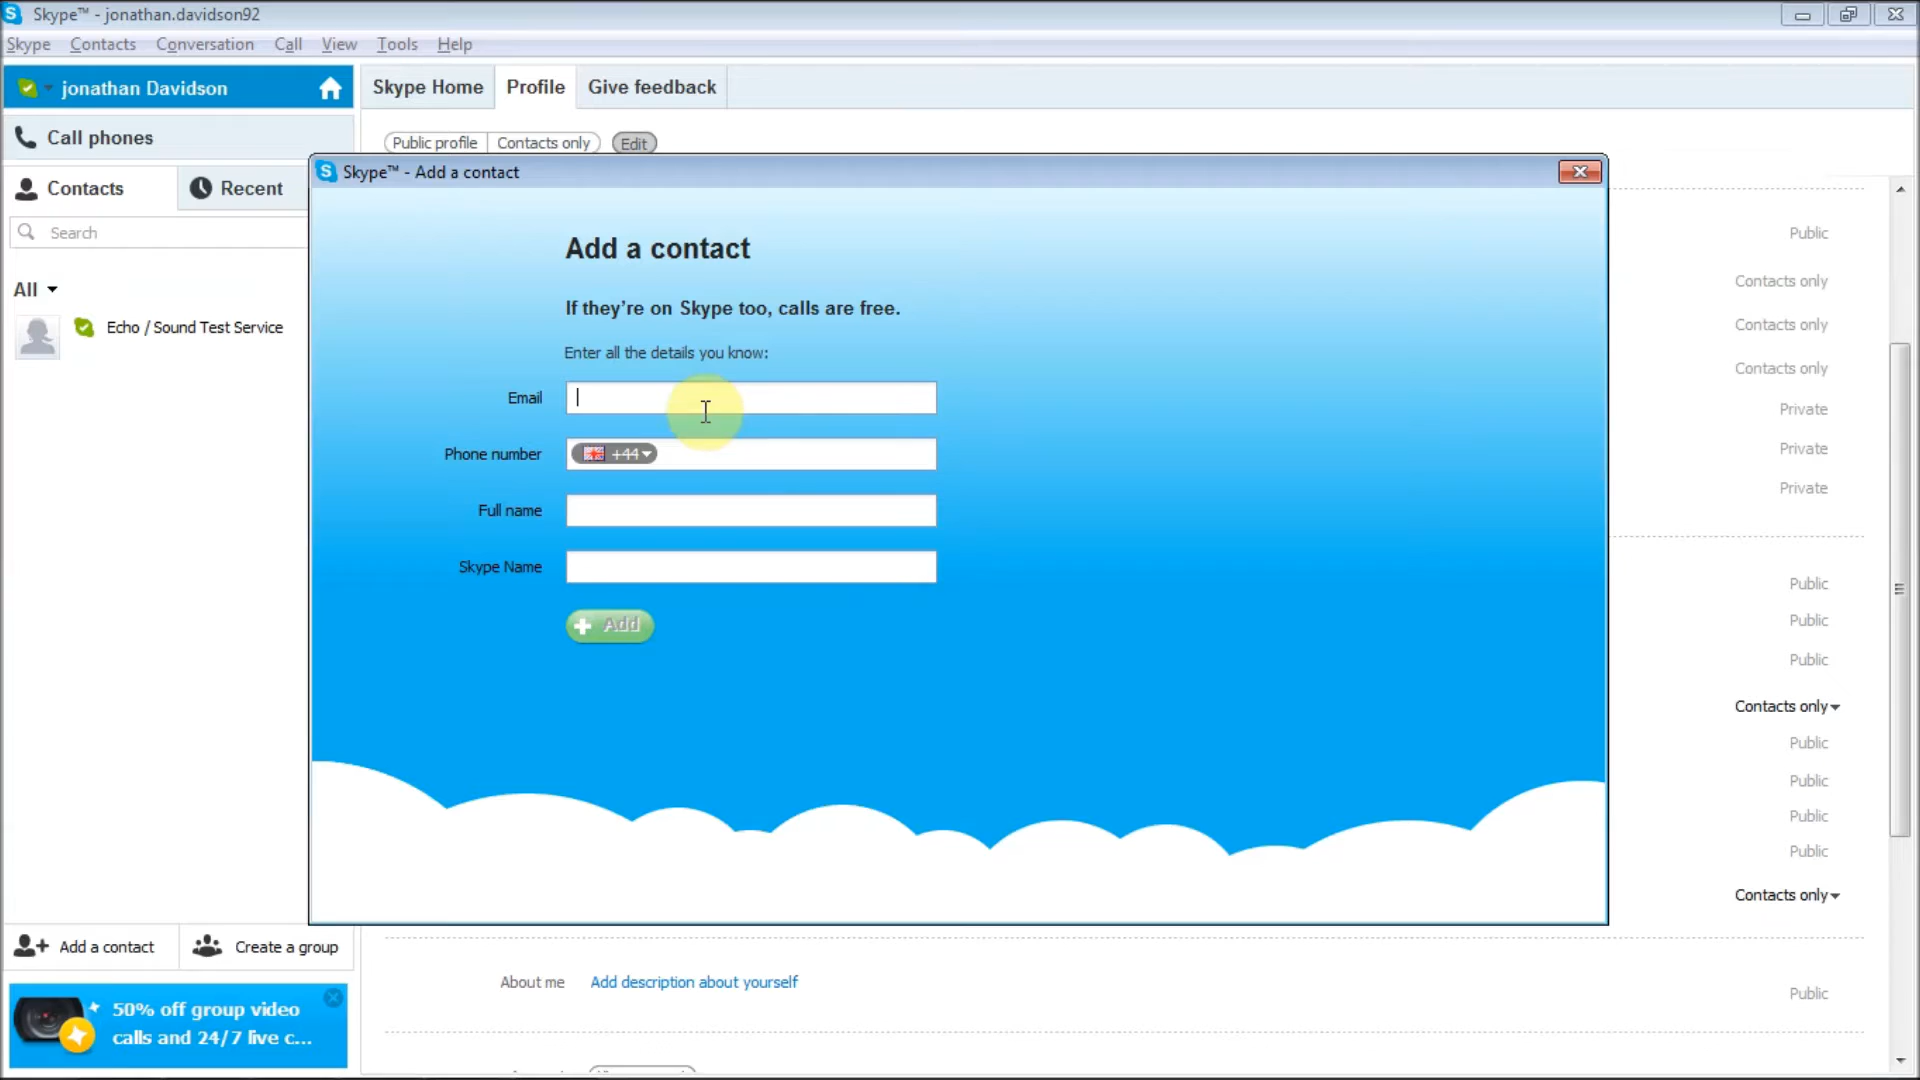 Skype™ - jonathan.davidson92
Skype Contacts Conversation Call View Tools Help
jonathan Davidson
Skype Home Profile Give feedback
Call phones
Public profile Contacts only Edit
Contacts Recent
Search
All
Echo / Sound Test Service
Skype™ - Add a contact
Add a contact
If they're on Skype too, calls are free.
Enter all the details you know:
Email
Phone number +44
Full name
Skype Name
Add
Public
Contacts only
Contacts only
Contacts only
Private
Private
Private
Public
Public
Public
Contacts only
Public
Public
Public
Public
Contacts only
Add a contact Create a group
About me Add description about yourself
Public
50% off group video
calls and 24/7 live c...